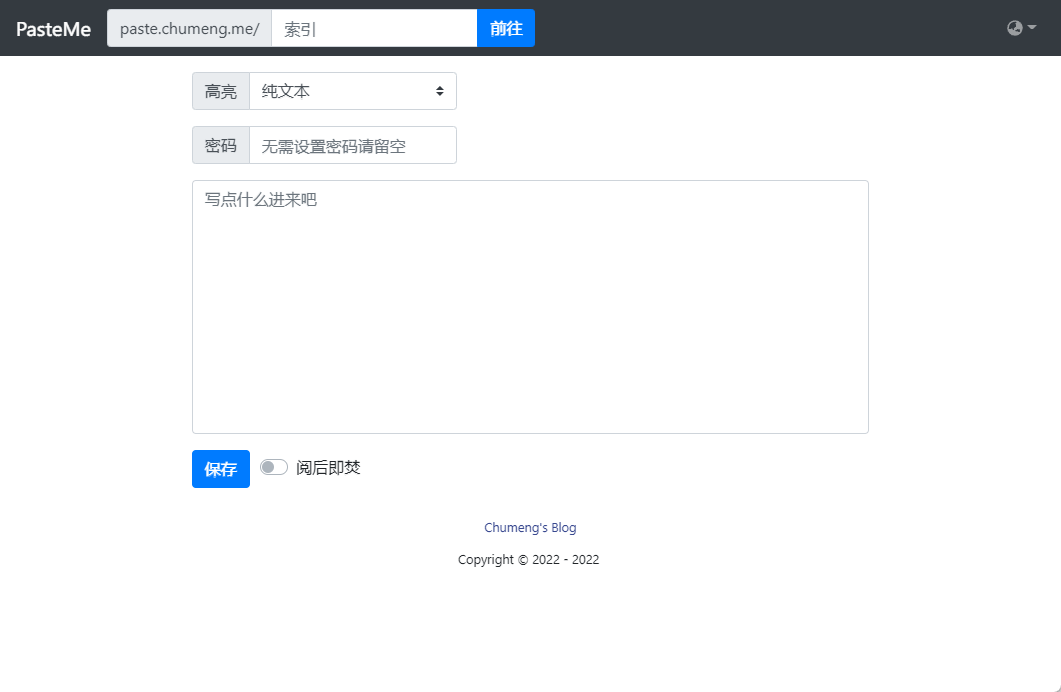 PasteMe paste.chumeng.me/ 索引 前往
高亮 纯文本
密码 无需设置密码请留空
写点什么进来吧
保存 阅后即焚
Chumeng's Blog
Copyright © 2022 - 2022